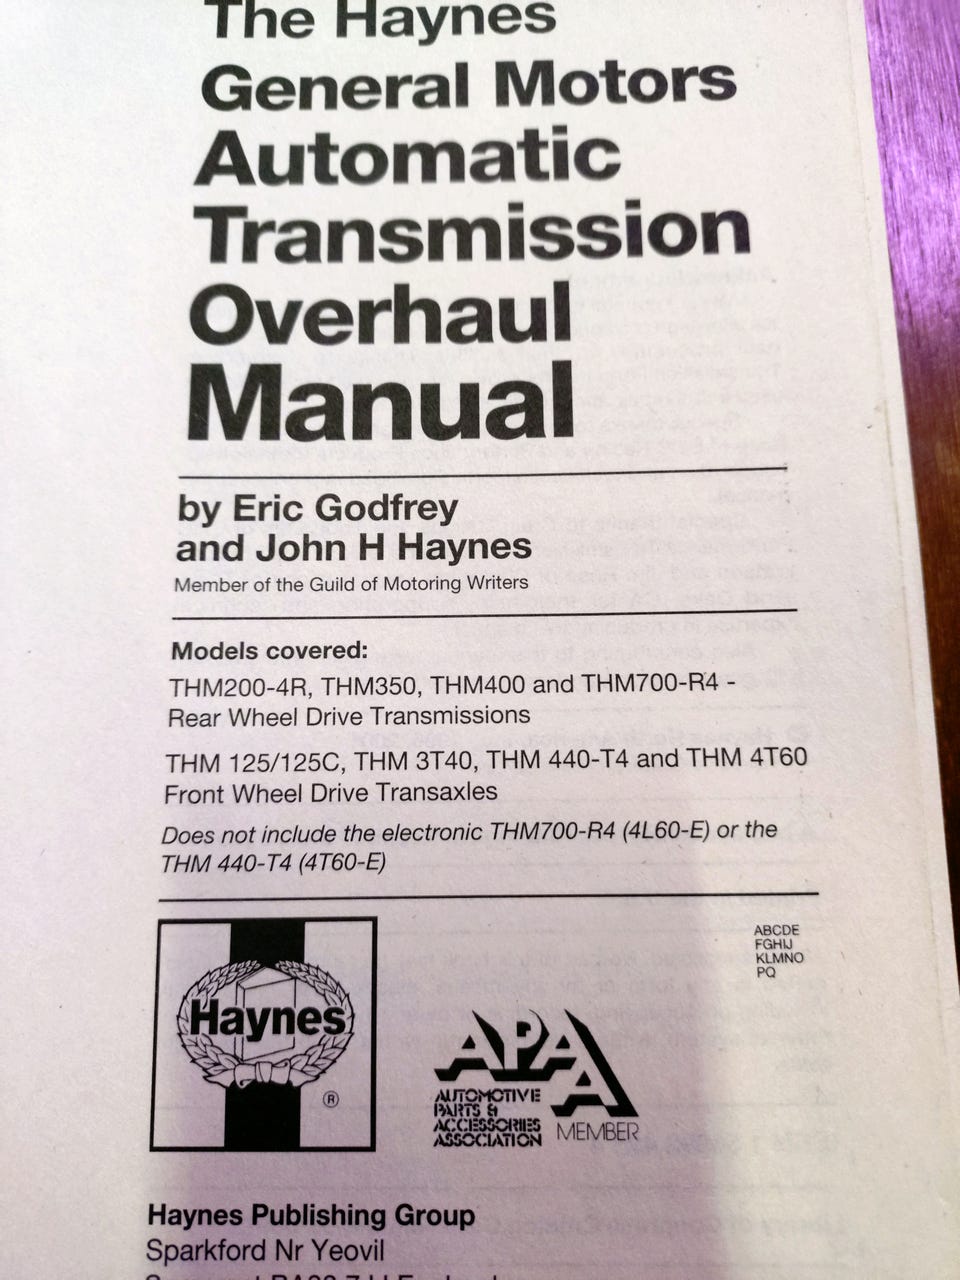 The Haynes
General Motors
Automatic
Transmission
Overhaul
Manual
by Eric Godfrey
and John H Haynes
Member of the Guild of Motoring Writers
Models covered:
THM200-4R, THM350, THM400 and THM700-R4 -
Rear Wheel Drive Transmissions
THM 125/125C, THM 3T40, THM 440-T4 and THM 4T60
Front Wheel Drive Transaxles
Does not include the electronic THM700-R4 (4L60-E) or the
THM 440-T4 (4T60-E)
ABCDE
FGHIJ
KLMNO
PQ
Haynes
®
APAA
AUTOMOTIVE
PARTS &
ACCESSORIES
ASSOCIATION
MEMBER
Haynes Publishing Group
Sparkford Nr Yeovil